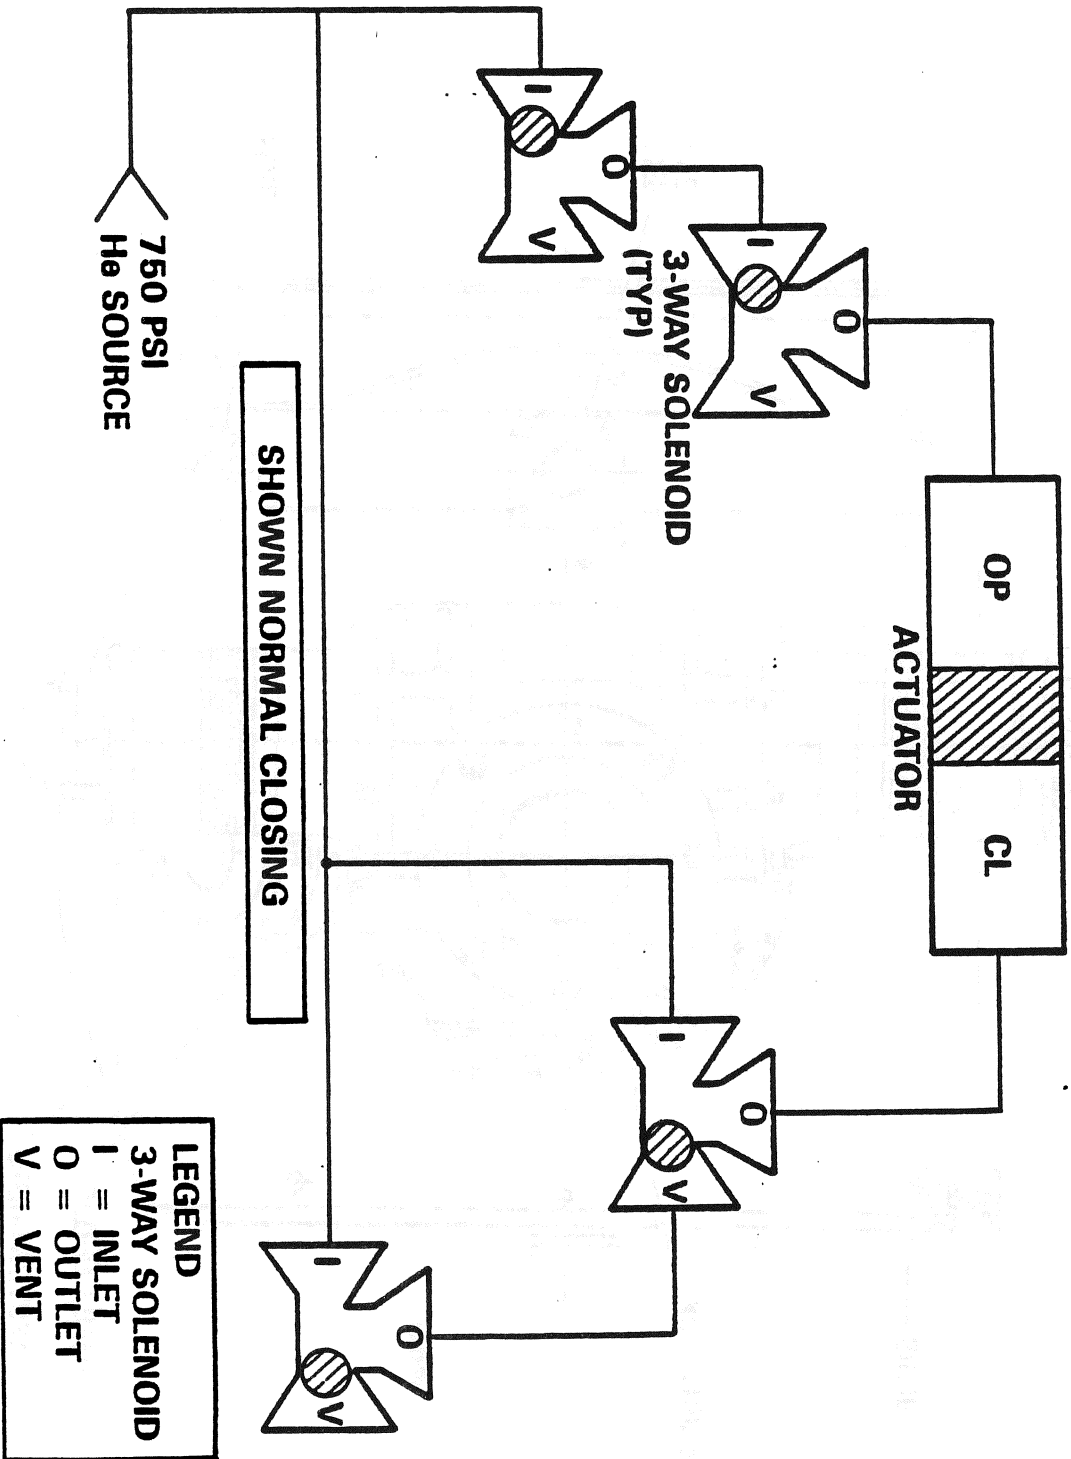 OP
CL
ACTUATOR
O
I
V
3-WAY SOLENOID
(TYP)
O
I
V
O
I
V
O
I
V
SHOWN NORMAL CLOSING
750 PSI
He SOURCE
LEGEND
3-WAY SOLENOID
I = INLET
O = OUTLET
V = VENT